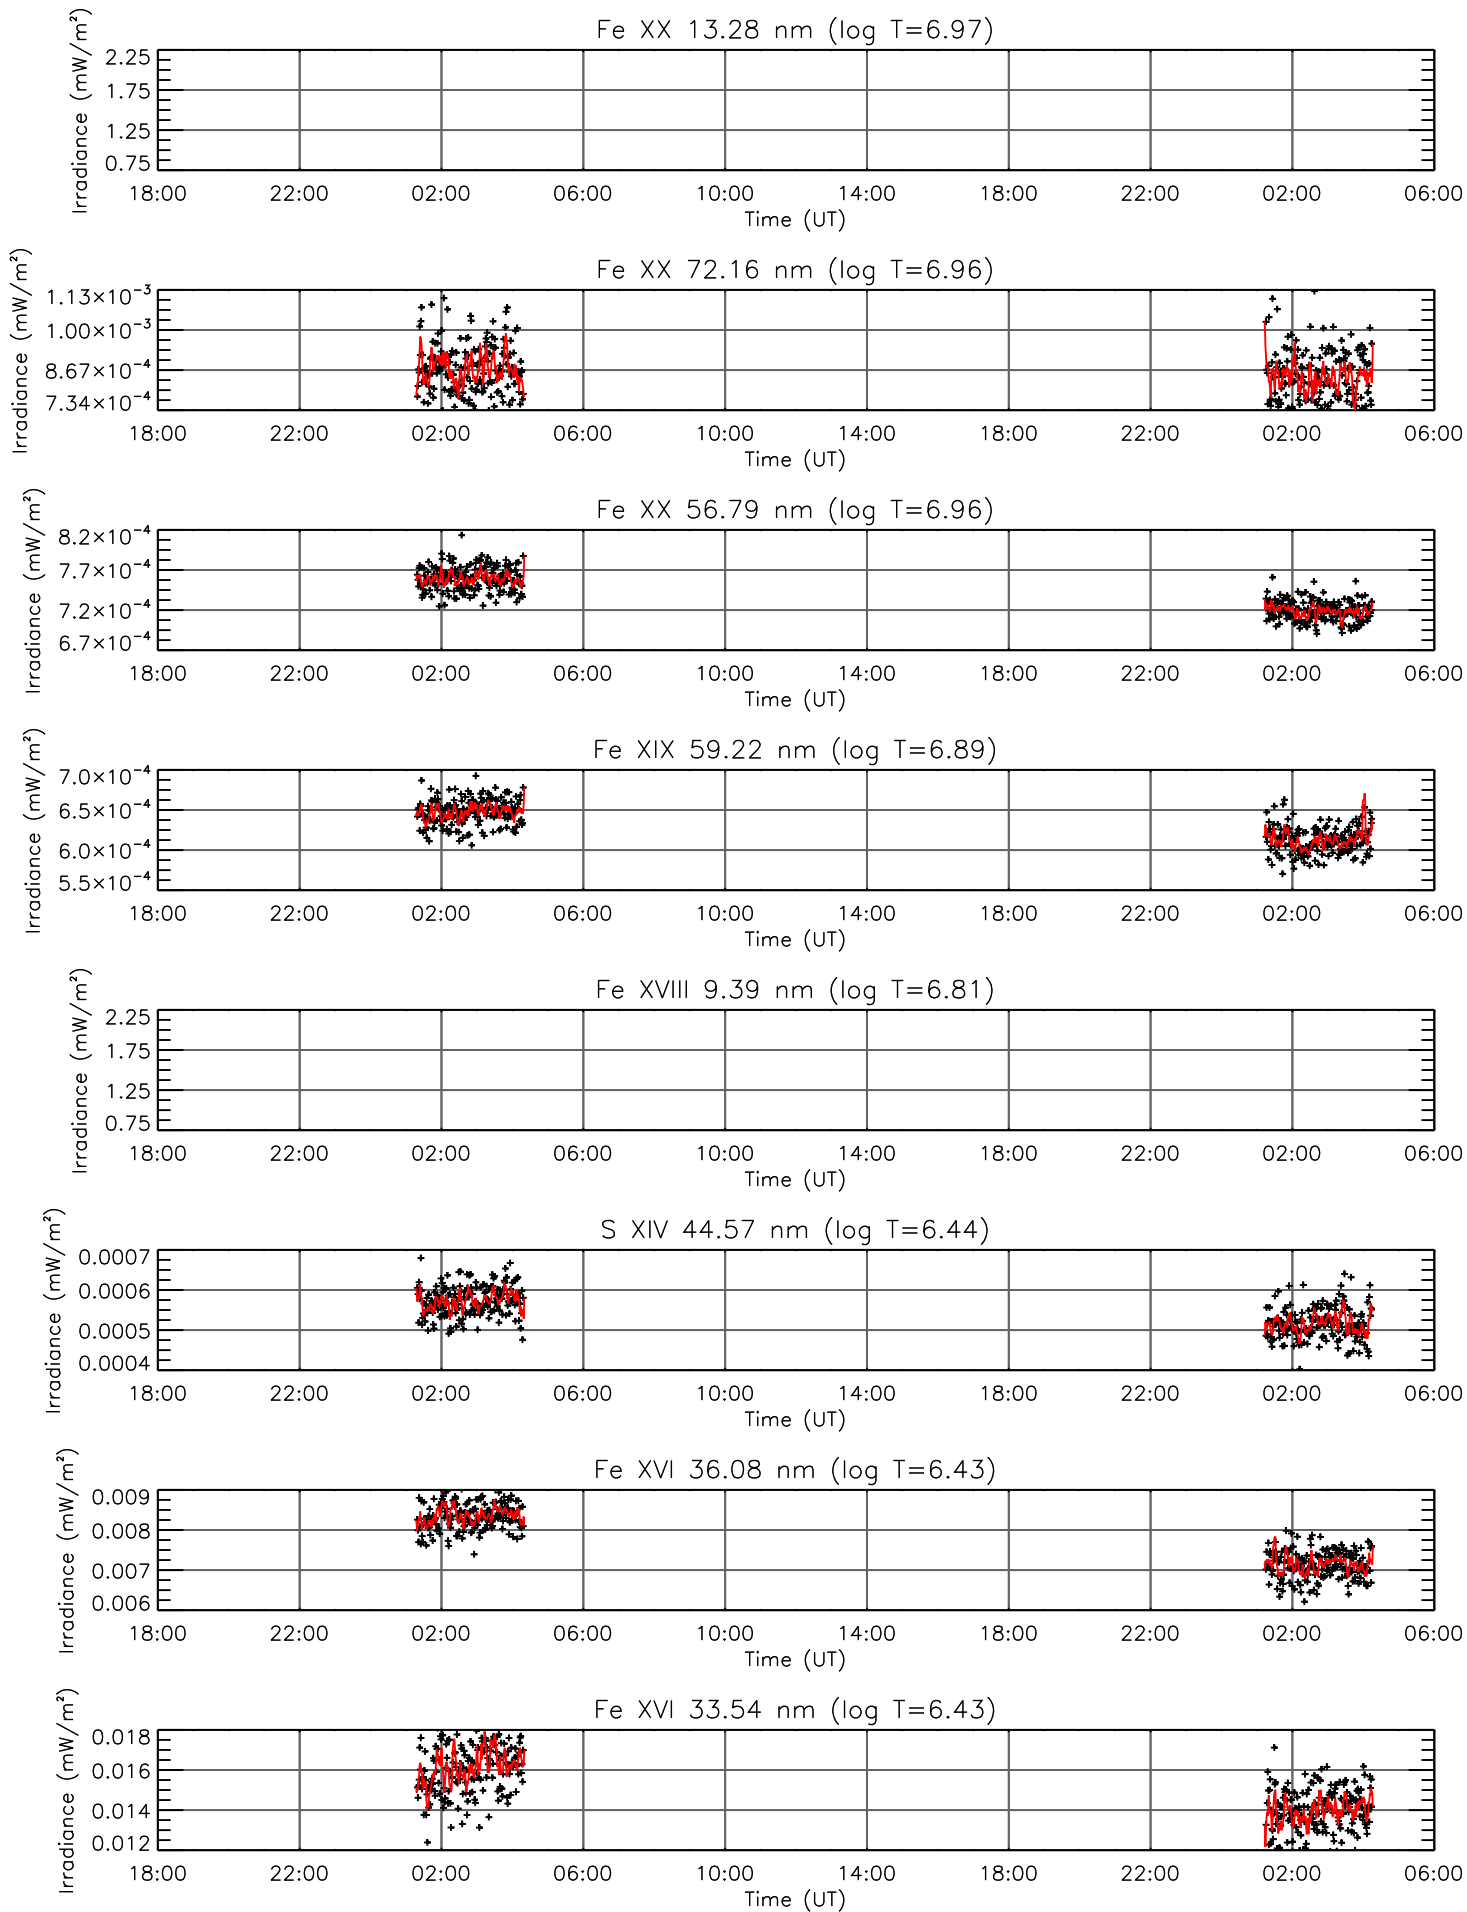 Fe XX 13.28 nm (log T=6.97)
Irradiance (mW/m²)
2.25
1.75
1.25
0.75
18:00 22:00 02:00 06:00 10:00 14:00 18:00 22:00 02:00 06:00
Time (UT)
Fe XX 72.16 nm (log T=6.96)
Irradiance (mW/m²)
1.13×10⁻³
1.00×10⁻³
8.67×10⁻⁴
7.34×10⁻⁴
18:00 22:00 02:00 06:00 10:00 14:00 18:00 22:00 02:00 06:00
Time (UT)
Fe XX 56.79 nm (log T=6.96)
Irradiance (mW/m²)
8.2×10⁻⁴
7.7×10⁻⁴
7.2×10⁻⁴
6.7×10⁻⁴
18:00 22:00 02:00 06:00 10:00 14:00 18:00 22:00 02:00 06:00
Time (UT)
Fe XIX 59.22 nm (log T=6.89)
Irradiance (mW/m²)
7.0×10⁻⁴
6.5×10⁻⁴
6.0×10⁻⁴
5.5×10⁻⁴
18:00 22:00 02:00 06:00 10:00 14:00 18:00 22:00 02:00 06:00
Time (UT)
Fe XVIII 9.39 nm (log T=6.81)
Irradiance (mW/m²)
2.25
1.75
1.25
0.75
18:00 22:00 02:00 06:00 10:00 14:00 18:00 22:00 02:00 06:00
Time (UT)
S XIV 44.57 nm (log T=6.44)
Irradiance (mW/m²)
0.0007
0.0006
0.0005
0.0004
18:00 22:00 02:00 06:00 10:00 14:00 18:00 22:00 02:00 06:00
Time (UT)
Fe XVI 36.08 nm (log T=6.43)
Irradiance (mW/m²)
0.009
0.008
0.007
0.006
18:00 22:00 02:00 06:00 10:00 14:00 18:00 22:00 02:00 06:00
Time (UT)
Fe XVI 33.54 nm (log T=6.43)
Irradiance (mW/m²)
0.018
0.016
0.014
0.012
18:00 22:00 02:00 06:00 10:00 14:00 18:00 22:00 02:00 06:00
Time (UT)